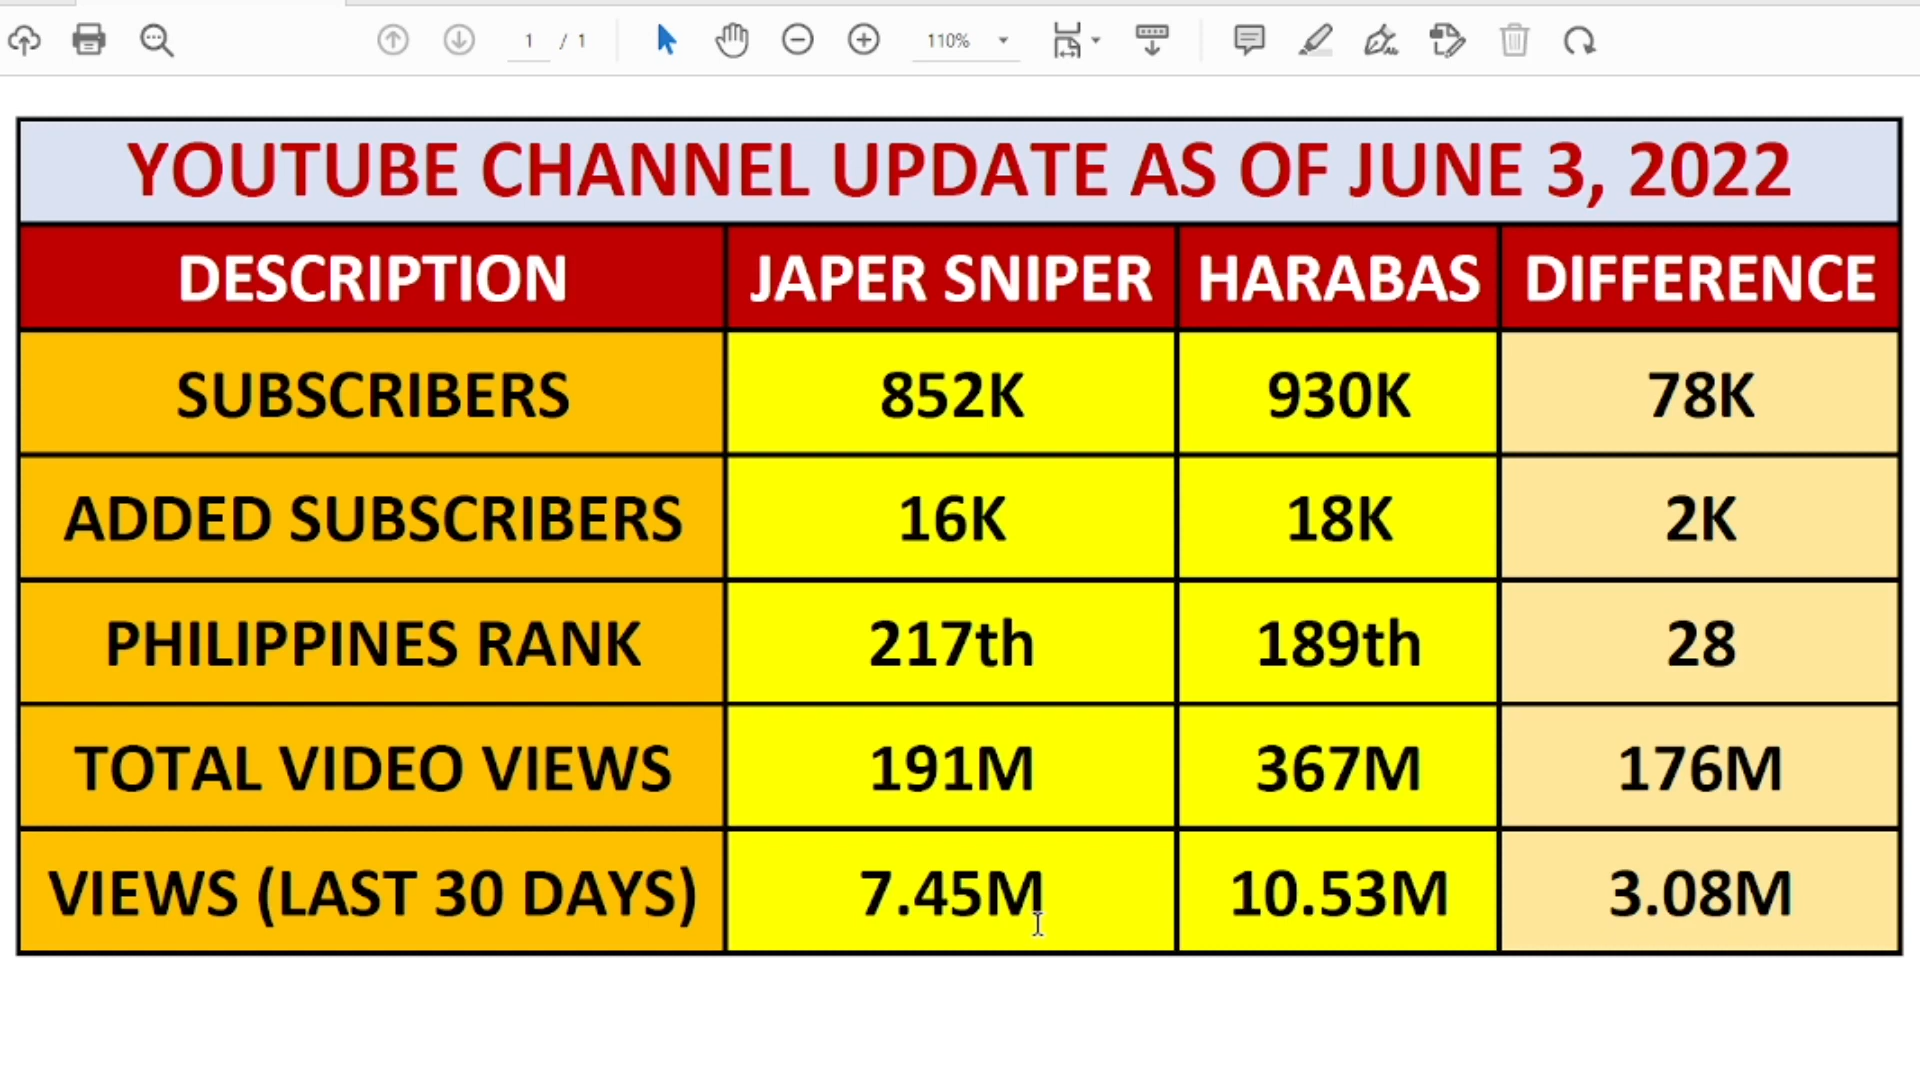 1 / 1 110%
YOUTUBE CHANNEL UPDATE AS OF JUNE 3, 2022
DESCRIPTION JAPER SNIPER HARABAS DIFFERENCE
SUBSCRIBERS 852K 930K 78K
ADDED SUBSCRIBERS 16K 18K 2K
PHILIPPINES RANK 217th 189th 28
TOTAL VIDEO VIEWS 191M 367M 176M
VIEWS (LAST 30 DAYS) 7.45M 10.53M 3.08M